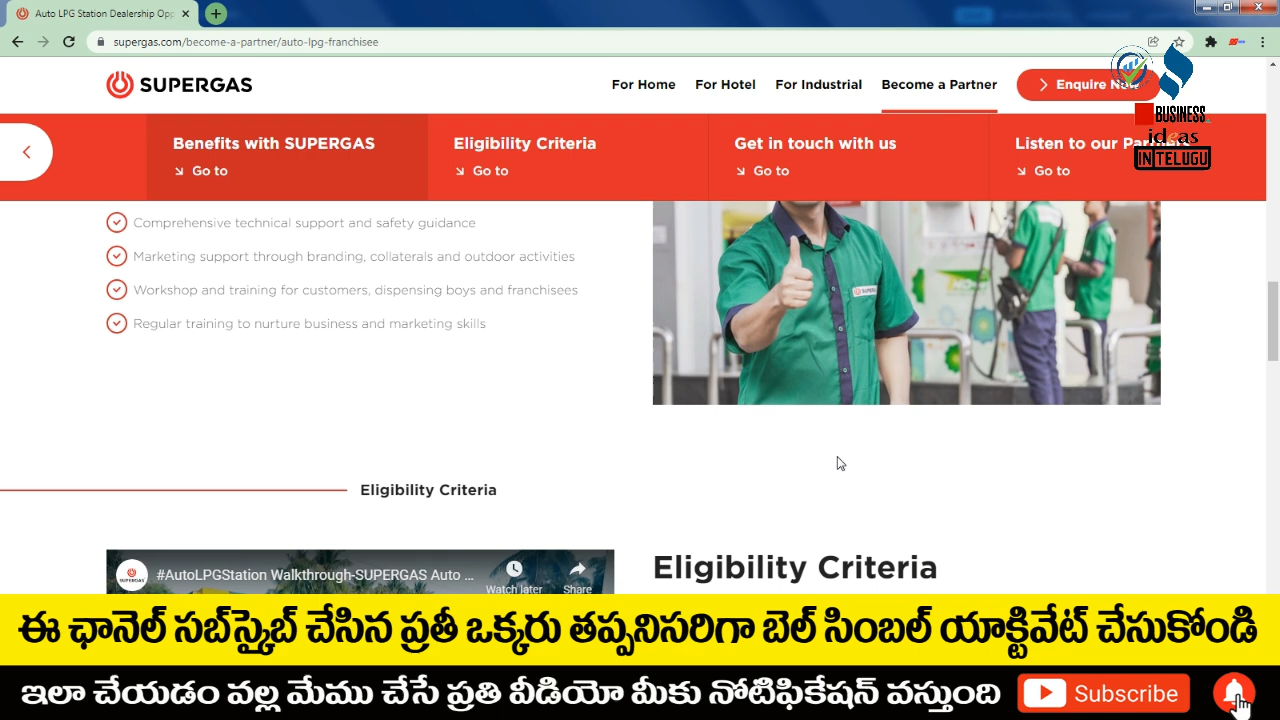 Auto LPG Station Dealership Opp
supergas.com/become-a-partner/auto-lpg-franchisee
SUPERGAS
For Home
For Hotel
For Industrial
Become a Partner
Enquire
BUSINESS
ideas
IN TELUGU
Benefits with SUPERGAS
Go to
Eligibility Criteria
Go to
Get in touch with us
Go to
Listen to our
Go to
Comprehensive technical support and safety guidance
Marketing support through branding, collaterals and outdoor activities
Workshop and training for customers, dispensing boys and franchisees
Regular training to nurture business and marketing skills
Eligibility Criteria
#AutoLPGStation Walkthrough-SUPERGAS Auto ...
Watch later
Share
Eligibility Criteria
ఈ ఛానెల్ సబ్‌స్క్రైబ్ చేసిన ప్రతీ ఒక్కరు తప్పనిసరిగా బెల్ సింబల్ యాక్టివేట్ చేసుకోండి
ఇలా చేయడం వల్ల మేము చేసే ప్రతి వీడియో మీకు నోటిఫికేషన్ వస్తుంది
Subscribe